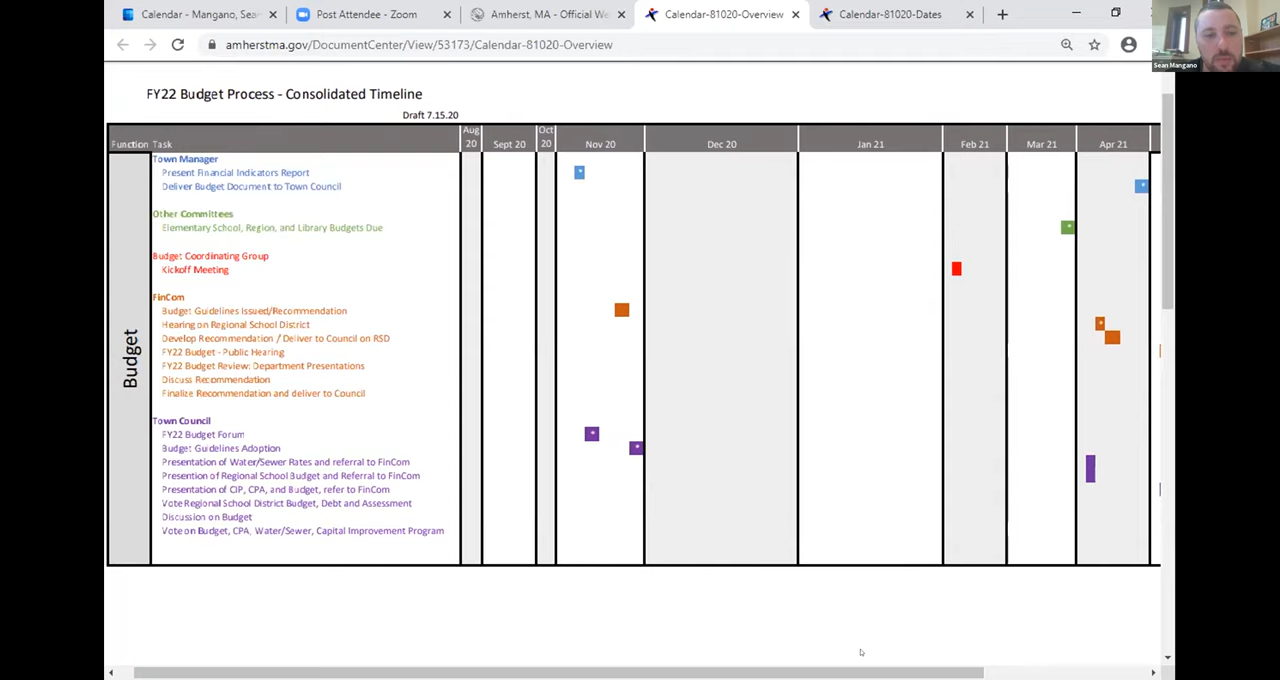 Calendar - Mangano, Sea
Post Attendee - Zoom
Amherst, MA - Official We
Calendar-81020-Overview
Calendar-81020-Dates
amherstma.gov/DocumentCenter/View/53173/Calendar-81020-Overview
Sean Mangano
FY22 Budget Process - Consolidated Timeline
Draft 7.15.20
Function Task Aug 20 Sept 20 Oct 20 Nov 20 Dec 20 Jan 21 Feb 21 Mar 21 Apr 21
Budget
Town Manager
Present Financial Indicators Report
Deliver Budget Document to Town Council
Other Committees
Elementary School, Region, and Library Budgets Due
Budget Coordinating Group
Kickoff Meeting
FinCom
Budget Guidelines Issued/Recommendation
Hearing on Regional School District
Develop Recommendation / Deliver to Council on RSD
FY22 Budget - Public Hearing
FY22 Budget Review: Department Presentations
Discuss Recommendation
Finalize Recommendation and deliver to Council
Town Council
FY22 Budget Forum
Budget Guidelines Adoption
Presentation of Water/Sewer Rates and referral to FinCom
Presention of Regional School Budget and Referral to FinCom
Presentation of CIP, CPA, and Budget, refer to FinCom
Vote Regional School District Budget, Debt and Assessment
Discussion on Budget
Vote on Budget, CPA, Water/Sewer, Capital Improvement Program